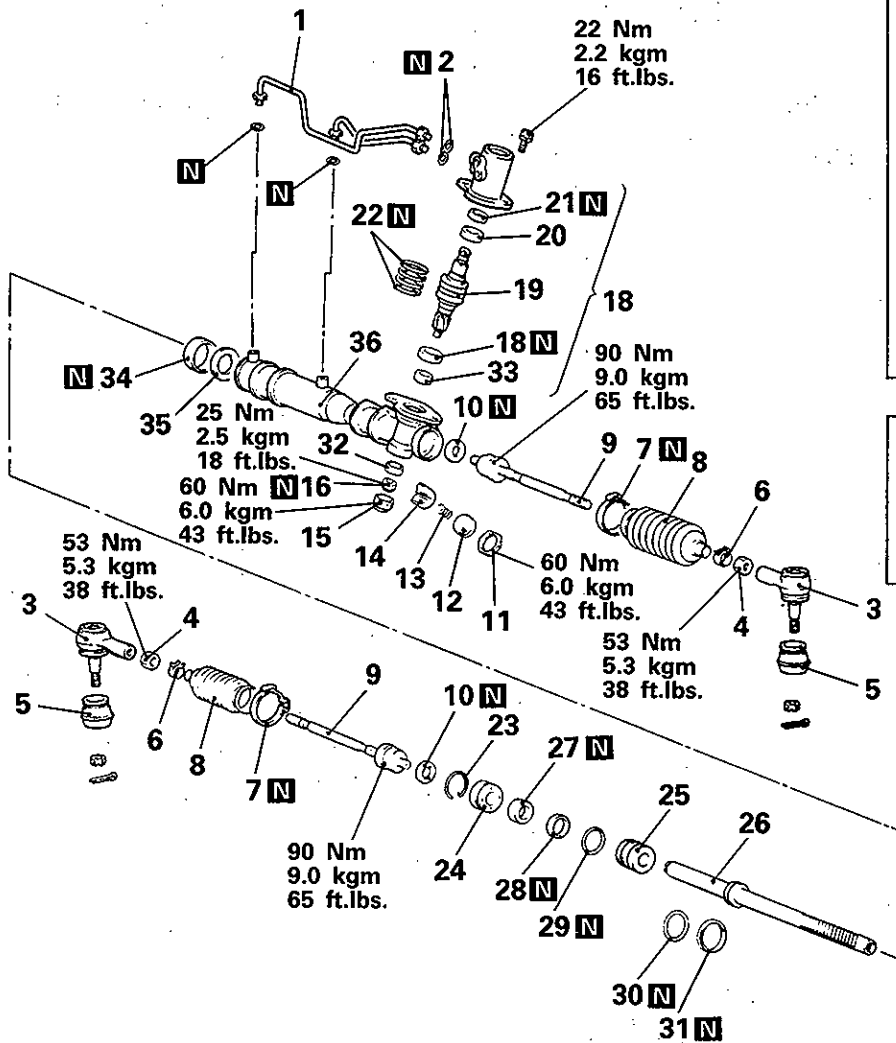 1
N 2
22 Nm
2.2 kgm
16 ft.lbs.
N
N
21 N
20
22 N
19
18
18 N
33
36
N 34
35
90 Nm
9.0 kgm
65 ft.lbs.
10 N
9
7 N
8
6
25 Nm
2.5 kgm
18 ft.lbs.
32
60 Nm
6.0 kgm
43 ft.lbs.
N 16
15
14
13
12
11
60 Nm
6.0 kgm
43 ft.lbs.
4
3
53 Nm
5.3 kgm
38 ft.lbs.
5
53 Nm
5.3 kgm
38 ft.lbs.
3
4
5
6
8
7 N
9
10 N
23
27 N
24
25
26
28 N
29 N
90 Nm
9.0 kgm
65 ft.lbs.
30 N
31 N